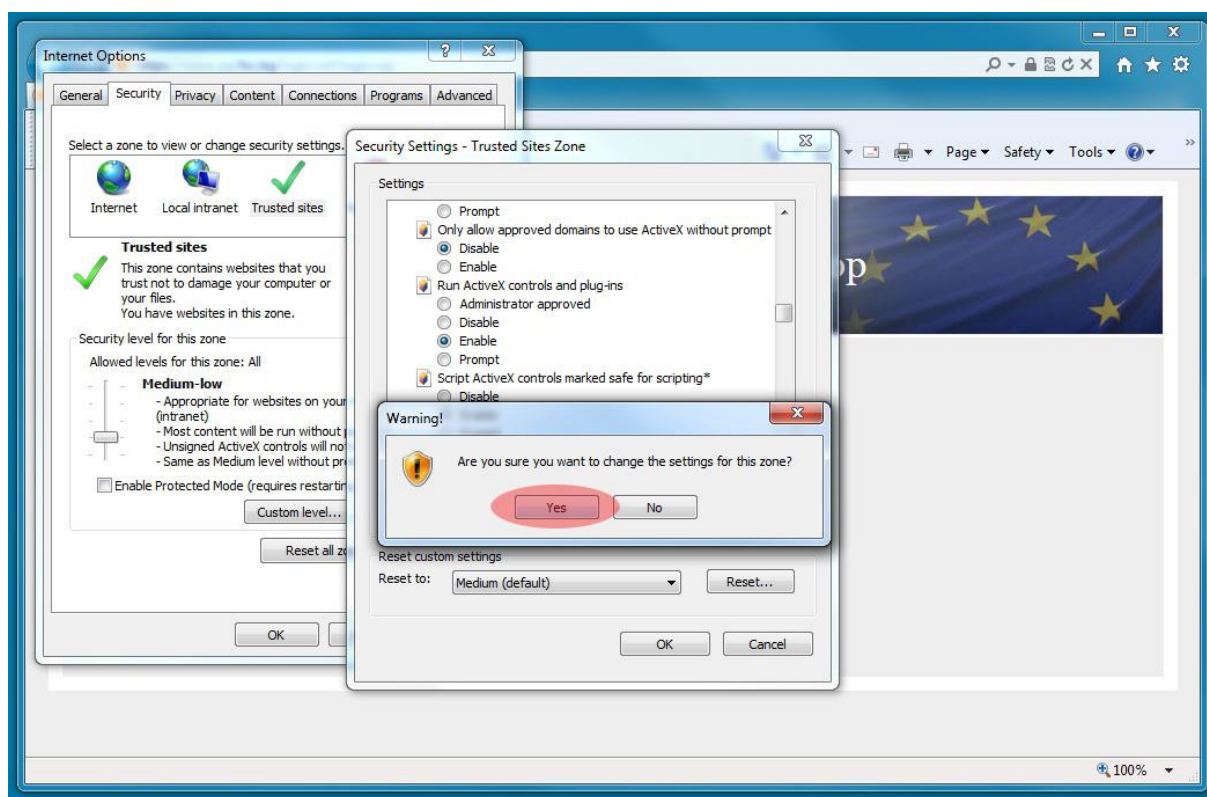 Internet Options
General Security Privacy Content Connections Programs Advanced
Select a zone to view or change security settings.
Internet Local intranet Trusted sites
Trusted sites
This zone contains websites that you
trust not to damage your computer or
your files.
You have websites in this zone.
Security level for this zone
Allowed levels for this zone: All
Medium-low
- Appropriate for websites on your
(intranet)
- Most content will be run without
- Unsigned ActiveX controls will no
- Same as Medium level without pr
Enable Protected Mode (requires restartin
Custom level...
Reset all zo
OK
Security Settings - Trusted Sites Zone
Settings
Prompt
Only allow approved domains to use ActiveX without prompt
Disable
Enable
Run ActiveX controls and plug-ins
Administrator approved
Disable
Enable
Prompt
Script ActiveX controls marked safe for scripting*
Disable
Warning!
Are you sure you want to change the settings for this zone?
Yes No
Reset custom settings
Reset to: Medium (default) Reset...
OK Cancel
Page Safety Tools
op
100%